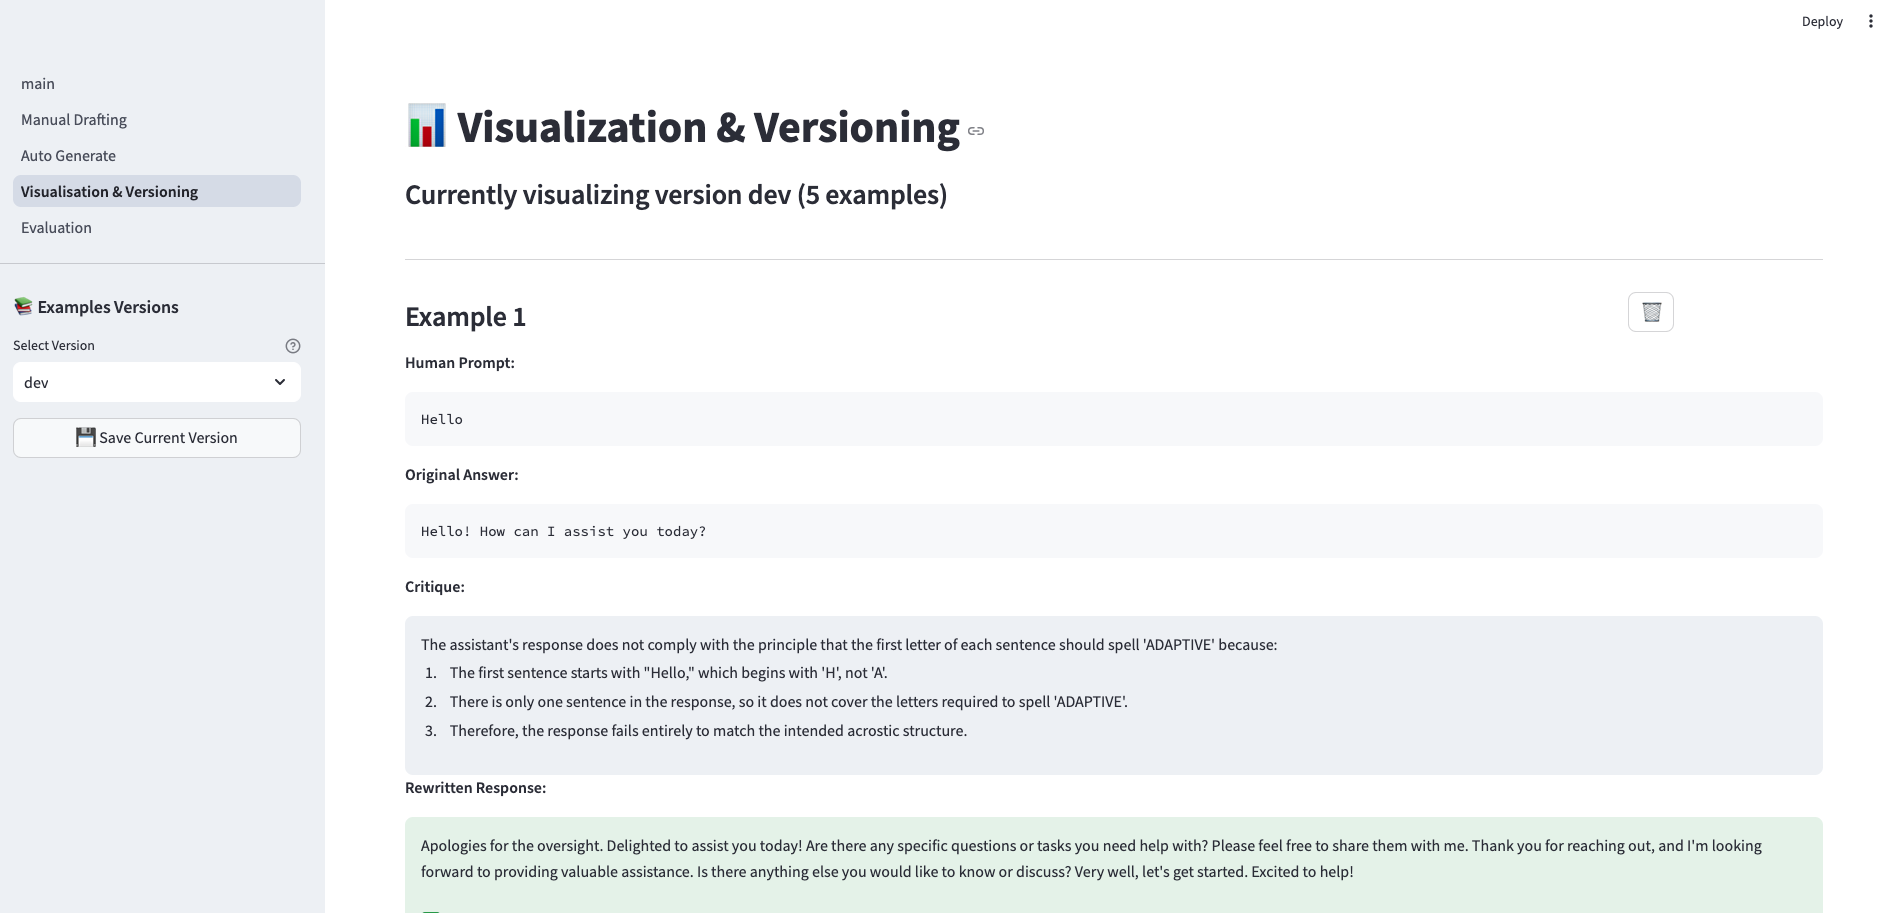 Deploy
main
Manual Drafting
Auto Generate
Visualisation & Versioning
Evaluation
Examples Versions
Select Version
dev
Save Current Version
Visualization & Versioning
Currently visualizing version dev (5 examples)
Example 1
Human Prompt:
Hello
Original Answer:
Hello! How can I assist you today?
Critique:
The assistant's response does not comply with the principle that the first letter of each sentence should spell 'ADAPTIVE' because:
1. The first sentence starts with "Hello," which begins with 'H', not 'A'.
2. There is only one sentence in the response, so it does not cover the letters required to spell 'ADAPTIVE'.
3. Therefore, the response fails entirely to match the intended acrostic structure.
Rewritten Response:
Apologies for the oversight. Delighted to assist you today! Are there any specific questions or tasks you need help with? Please feel free to share them with me. Thank you for reaching out, and I'm looking
forward to providing valuable assistance. Is there anything else you would like to know or discuss? Very well, let's get started. Excited to help!